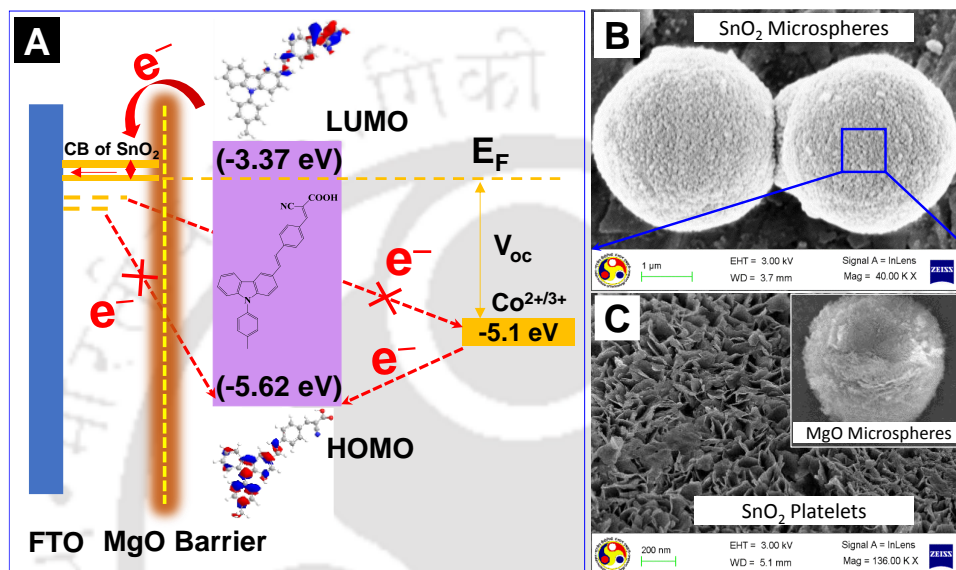 A
e⁻
LUMO
(-3.37 eV)
CB of SnO₂
E_F
NC
COOH
N
V_oc
e⁻
e⁻
Co²⁺/³⁺
-5.1 eV
e⁻
(-5.62 eV)
HOMO
FTO MgO Barrier
B
SnO₂ Microspheres
1 µm
EHT = 3.00 kV
WD = 3.7 mm
Signal A = InLens
Mag = 40.00 K X
ZEISS
C
MgO Microspheres
SnO₂ Platelets
200 nm
EHT = 3.00 kV
WD = 5.1 mm
Signal A = InLens
Mag = 136.00 K X
ZEISS